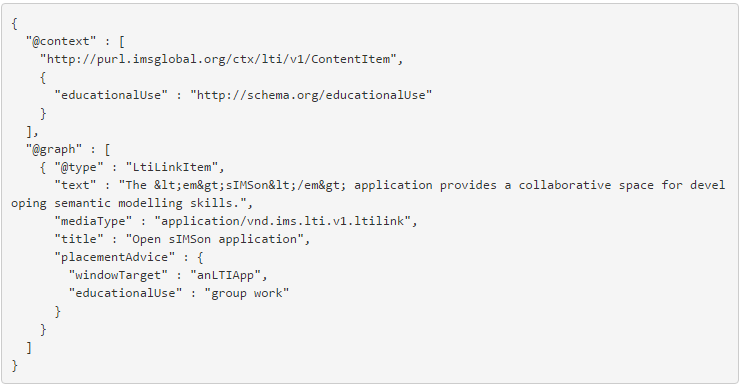 {
  "@context" : [
    "http://purl.imsglobal.org/ctx/lti/v1/ContentItem",
    {
      "educationalUse" : "http://schema.org/educationalUse"
    }
  ],
  "@graph" : [
    { "@type" : "LtiLinkItem",
      "text" : "The &lt;em&gt;sIMSon&lt;/em&gt; application provides a collaborative space for devel
oping semantic modelling skills.",
      "mediaType" : "application/vnd.ims.lti.v1.ltilink",
      "title" : "Open sIMSon application",
      "placementAdvice" : {
        "windowTarget" : "anLTIApp",
        "educationalUse" : "group work"
      }
    }
  ]
}